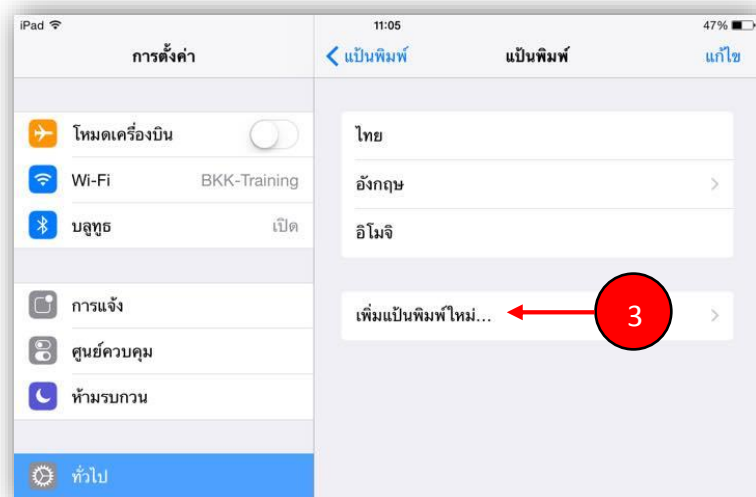 iPad 11:05 47%
การตั้งค่า
แป้นพิมพ์ แป้นพิมพ์ แก้ไข
โหมดเครื่องบิน
Wi-Fi BKK-Training
บลูทูธ เปิด
การแจ้ง
ศูนย์ควบคุม
ห้ามรบกวน
ทั่วไป
ไทย
อังกฤษ
อิโมจิ
เพิ่มแป้นพิมพ์ใหม่... 3